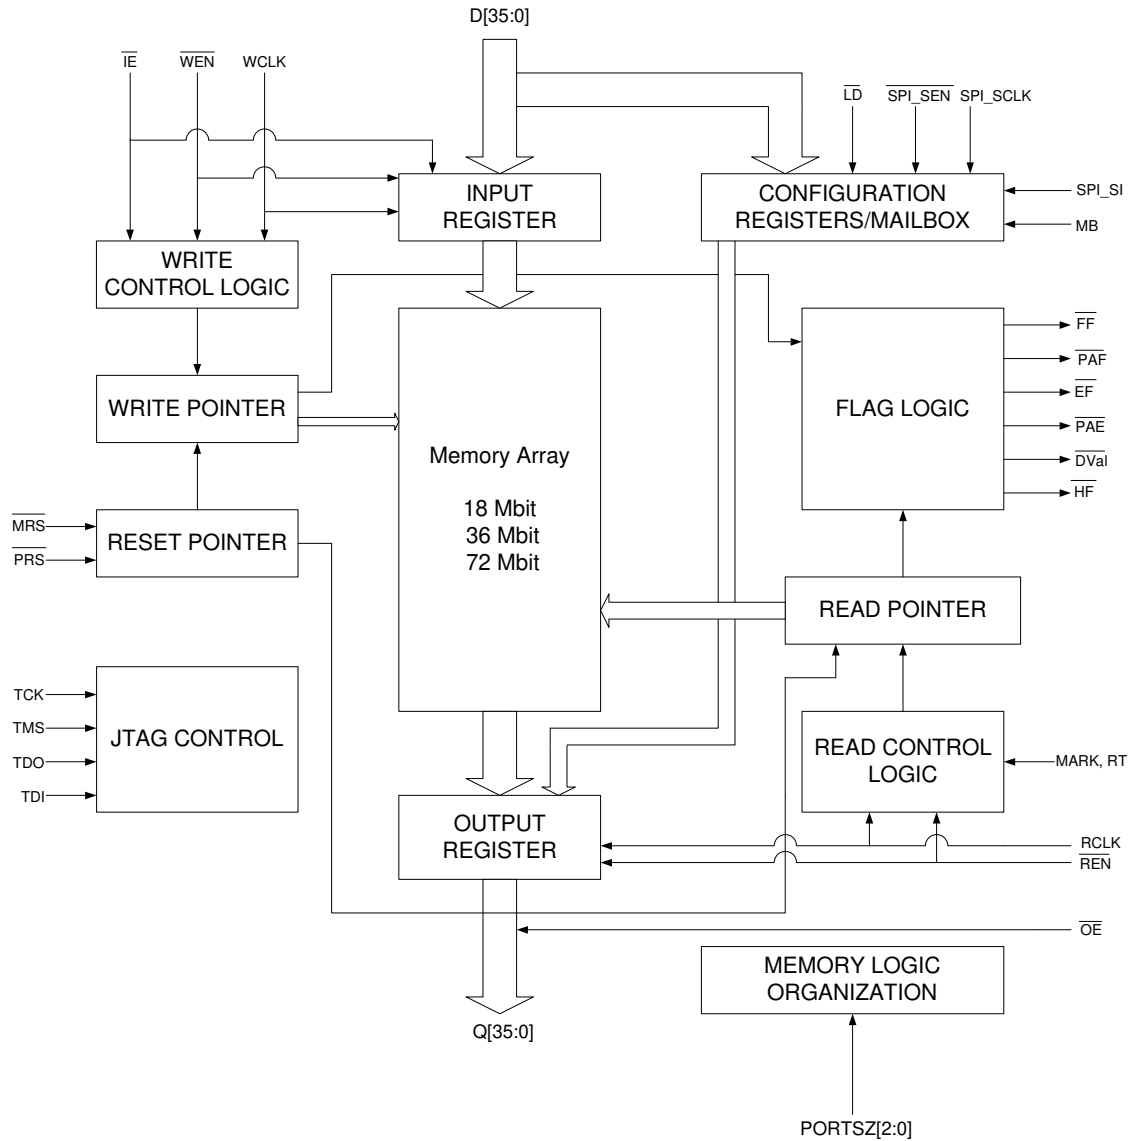 D[35:0]
IE WEN WCLK
LD SPI_SEN SPI_SCLK
INPUT
REGISTER
CONFIGURATION
REGISTERS/MAILBOX
SPI_SI
MB
WRITE
CONTROL LOGIC
FF
PAF
EF
PAE
DVal
HF
FLAG LOGIC
WRITE POINTER
Memory Array
18 Mbit
36 Mbit
72 Mbit
MRS
PRS
RESET POINTER
READ POINTER
TCK
TMS
TDO
TDI
JTAG CONTROL
READ CONTROL
LOGIC
MARK, RT
OUTPUT
REGISTER
RCLK
REN
OE
MEMORY LOGIC
ORGANIZATION
Q[35:0]
PORTSZ[2:0]